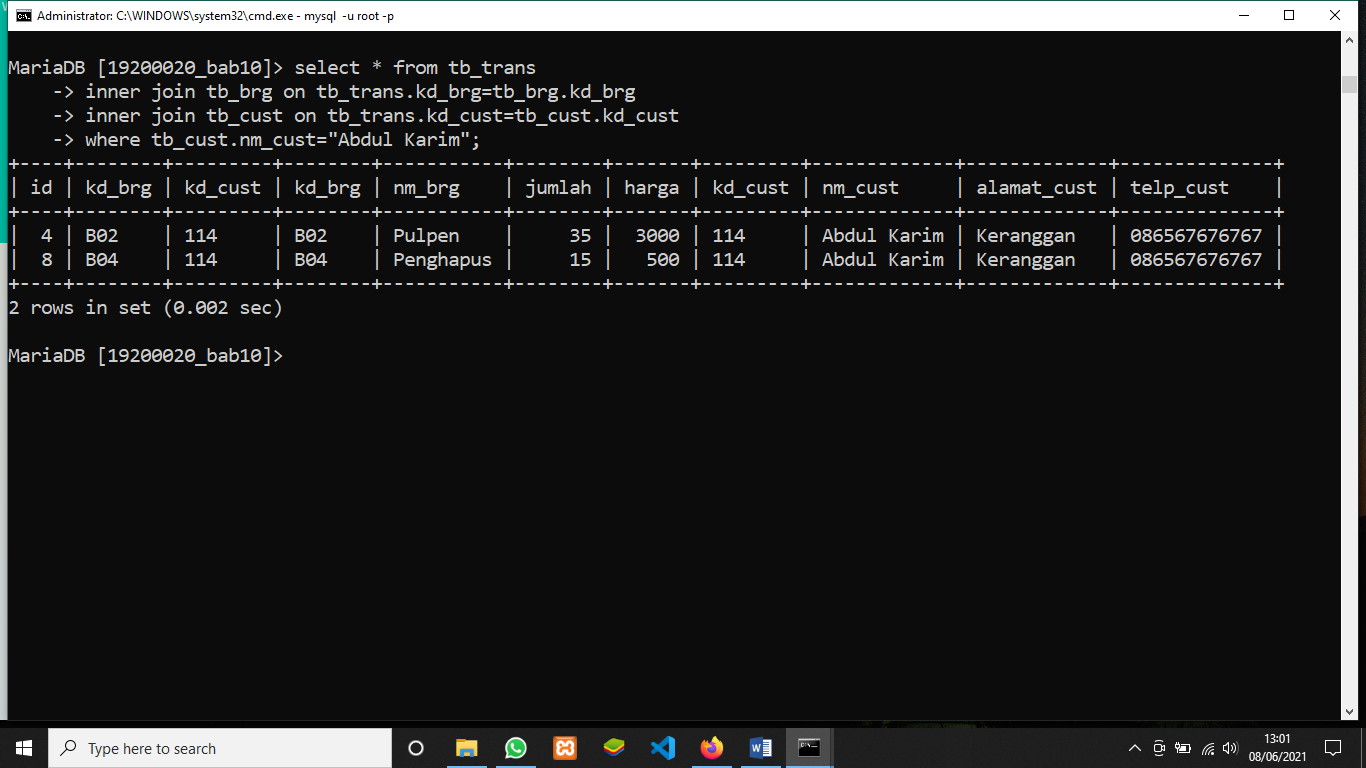 Administrator: C:\WINDOWS\system32\cmd.exe - mysql  -u root -p
MariaDB [19200020_bab10]> select * from tb_trans
    -> inner join tb_brg on tb_trans.kd_brg=tb_brg.kd_brg
    -> inner join tb_cust on tb_trans.kd_cust=tb_cust.kd_cust
    -> where tb_cust.nm_cust="Abdul Karim";
+----+--------+---------+--------+-----------+--------+-------+---------+-------------+-------------+--------------+
| id | kd_brg | kd_cust | kd_brg | nm_brg    | jumlah | harga | kd_cust | nm_cust     | alamat_cust | telp_cust    |
+----+--------+---------+--------+-----------+--------+-------+---------+-------------+-------------+--------------+
|  4 | B02    | 114     | B02    | Pulpen    |     35 |  3000 | 114     | Abdul Karim | Keranggan   | 086567676767 |
|  8 | B04    | 114     | B04    | Penghapus |     15 |   500 | 114     | Abdul Karim | Keranggan   | 086567676767 |
+----+--------+---------+--------+-----------+--------+-------+---------+-------------+-------------+--------------+
2 rows in set (0.002 sec)
MariaDB [19200020_bab10]>
Type here to search
13:01
08/06/2021